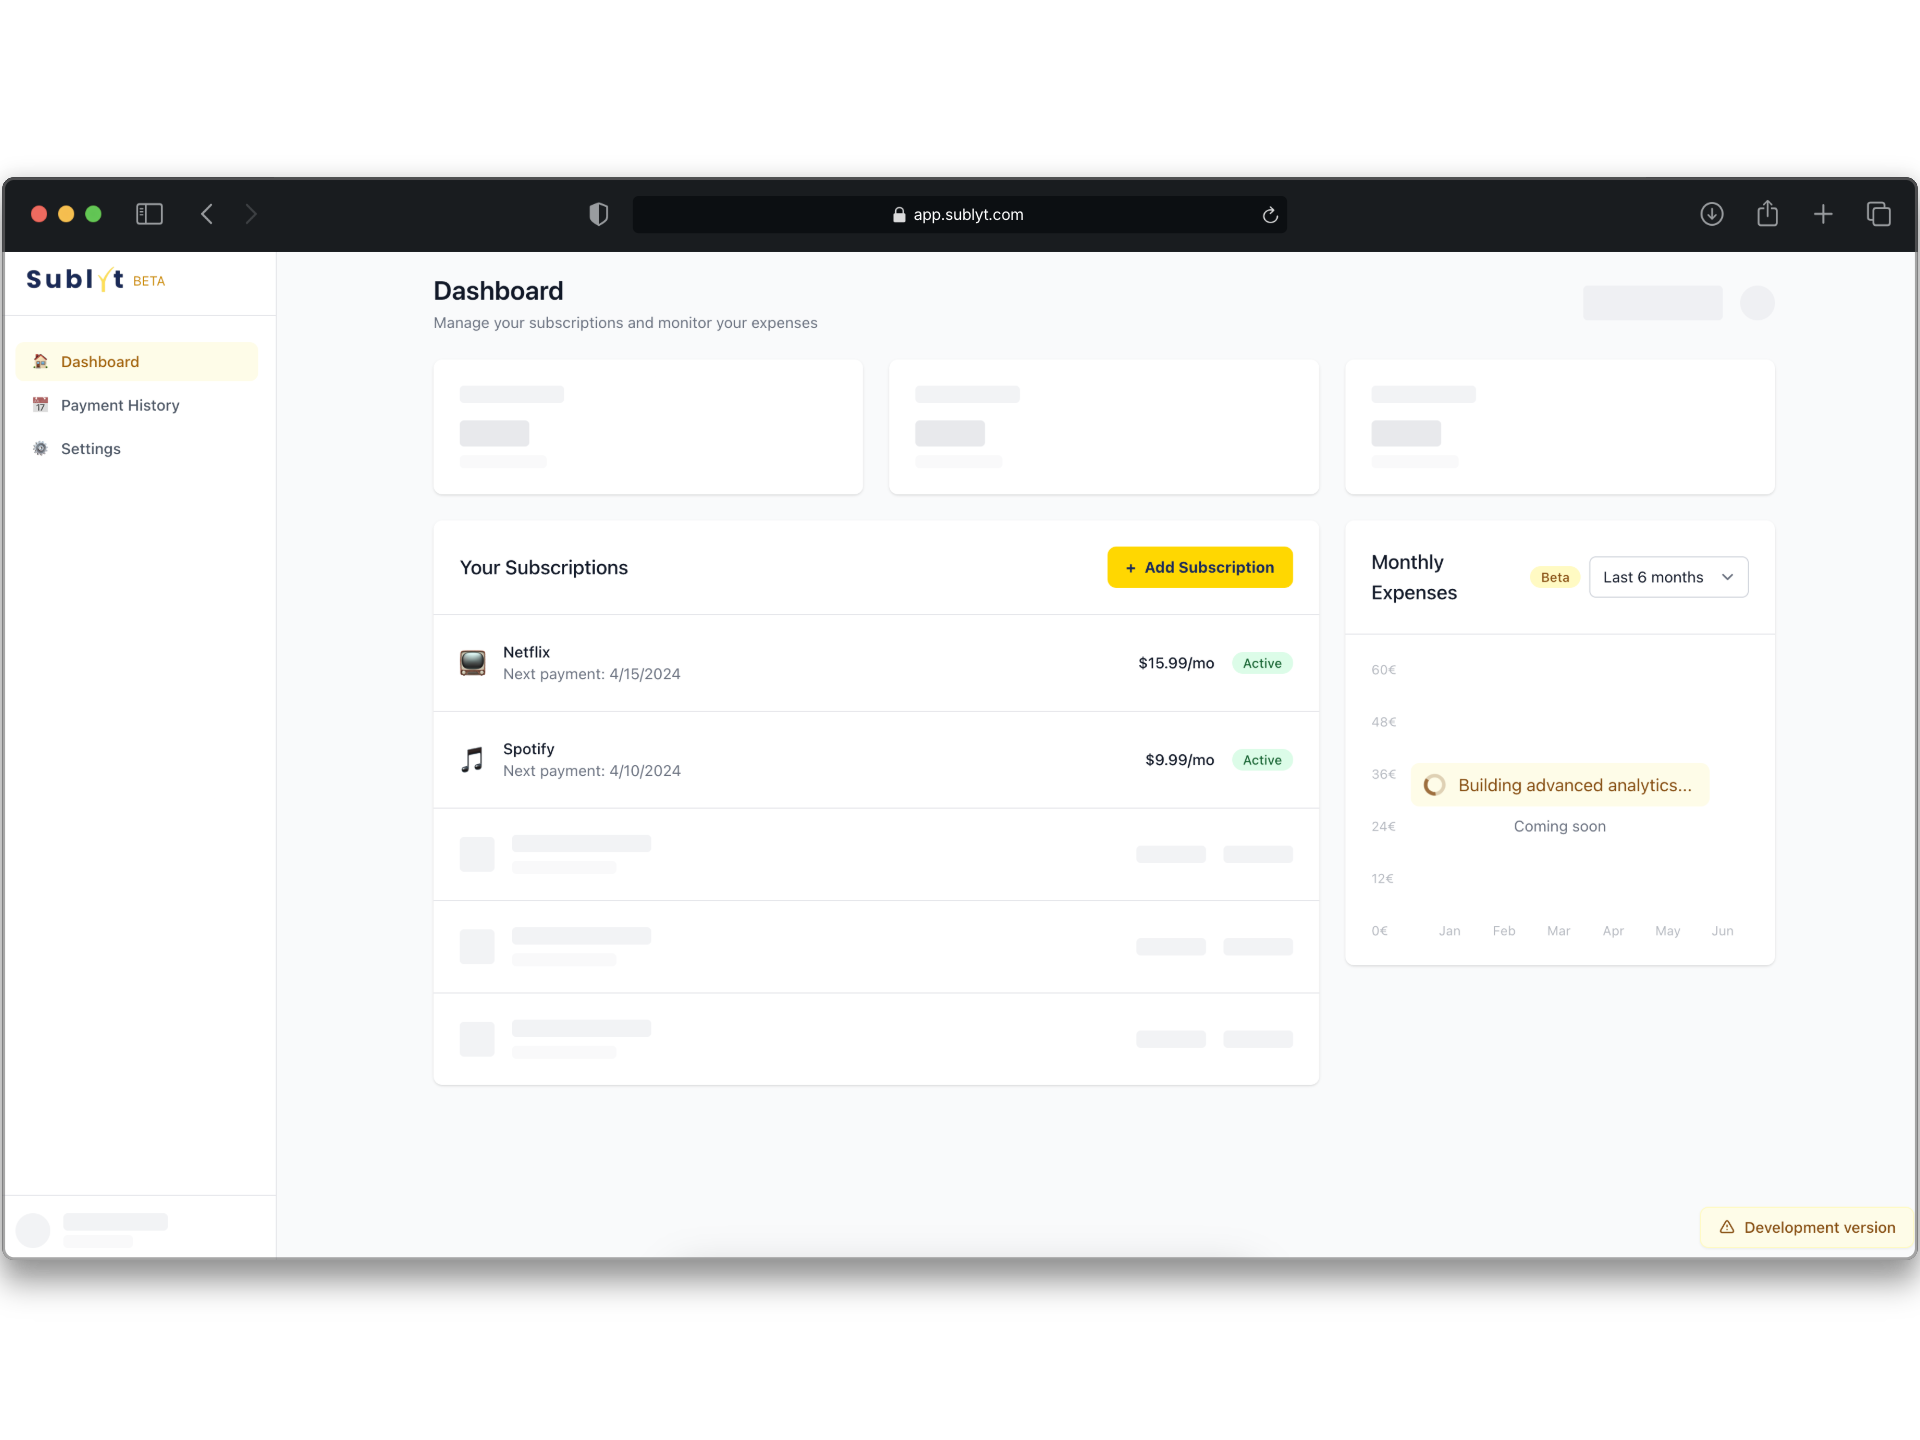 app.sublyt.com
Sublyt BETA
Dashboard
Payment History
Settings
Dashboard
Manage your subscriptions and monitor your expenses
Your Subscriptions
+ Add Subscription
Netflix
Next payment: 4/15/2024
$15.99/mo
Active
Spotify
Next payment: 4/10/2024
$9.99/mo
Active
Monthly
Expenses
Beta
Last 6 months
60€
48€
36€
24€
12€
0€
Building advanced analytics...
Coming soon
Jan Feb Mar Apr May Jun
Development version